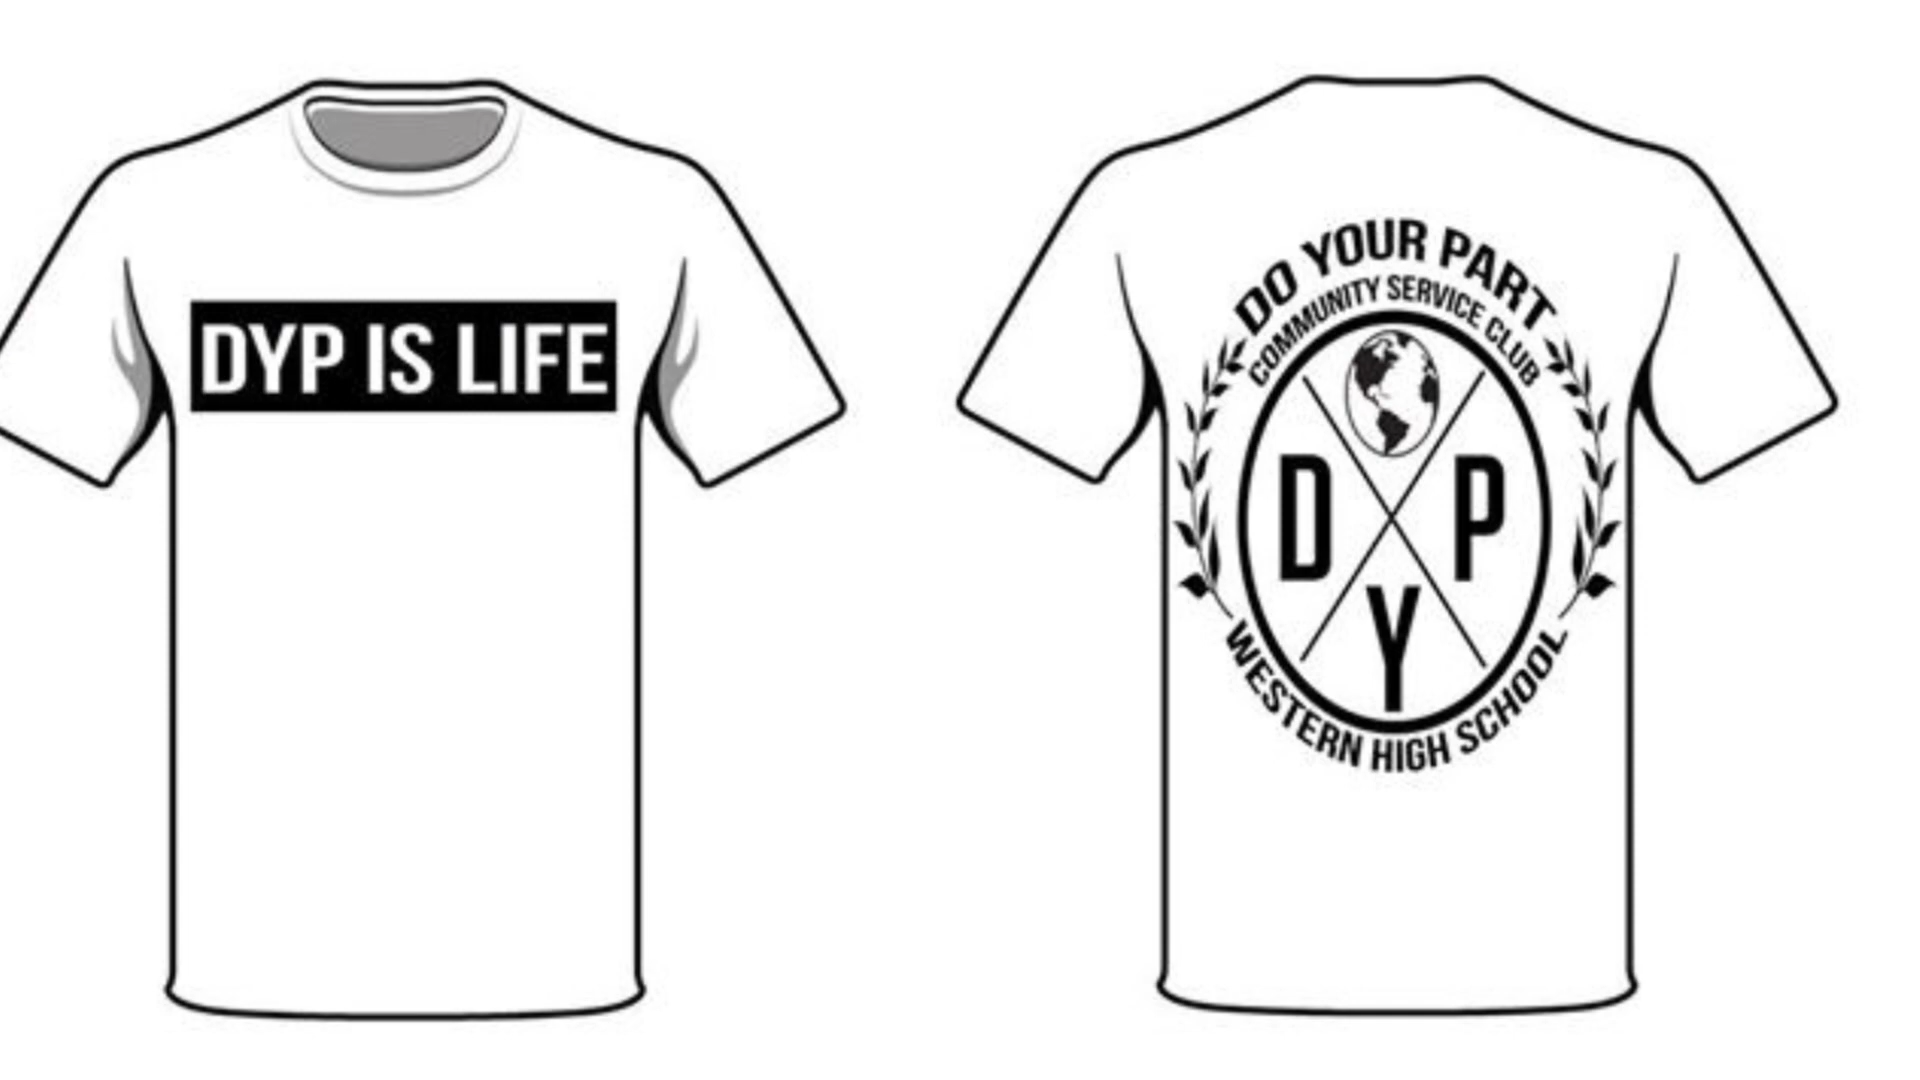 DYP IS LIFE
DO YOUR PART
COMMUNITY SERVICE CLUB
D P
Y
WESTERN HIGH SCHOOL